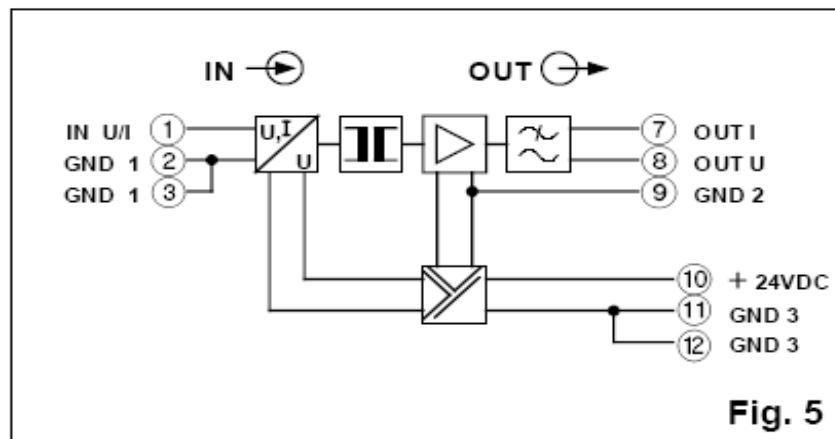 IN OUT
IN U/I 1 U,I U 7 OUT I
GND 1 2 8 OUT U
GND 1 3 9 GND 2
10 + 24VDC
11 GND 3
12 GND 3
Fig. 5